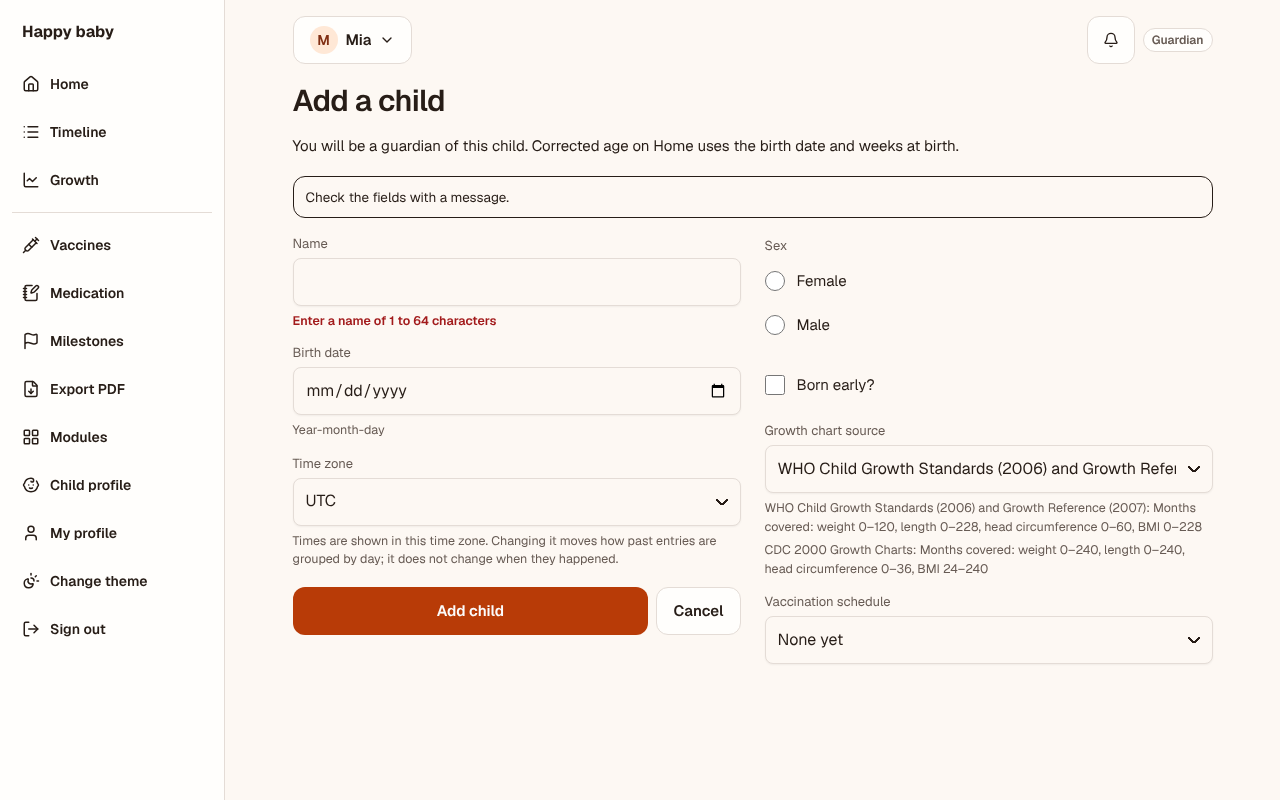 Happy baby
Home
Timeline
Growth
Vaccines
Medication
Milestones
Export PDF
Modules
Child profile
My profile
Change theme
Sign out
M Mia
Guardian
Add a child
You will be a guardian of this child. Corrected age on Home uses the birth date and weeks at birth.
Check the fields with a message.
Name
Enter a name of 1 to 64 characters
Birth date
mm/dd/yyyy
Year-month-day
Time zone
UTC
Times are shown in this time zone. Changing it moves how past entries are
grouped by day; it does not change when they happened.
Add child
Cancel
Sex
Female
Male
Born early?
Growth chart source
WHO Child Growth Standards (2006) and Growth Refer
WHO Child Growth Standards (2006) and Growth Reference (2007): Months
covered: weight 0–120, length 0–228, head circumference 0–60, BMI 0–228
CDC 2000 Growth Charts: Months covered: weight 0–240, length 0–240,
head circumference 0–36, BMI 24–240
Vaccination schedule
None yet